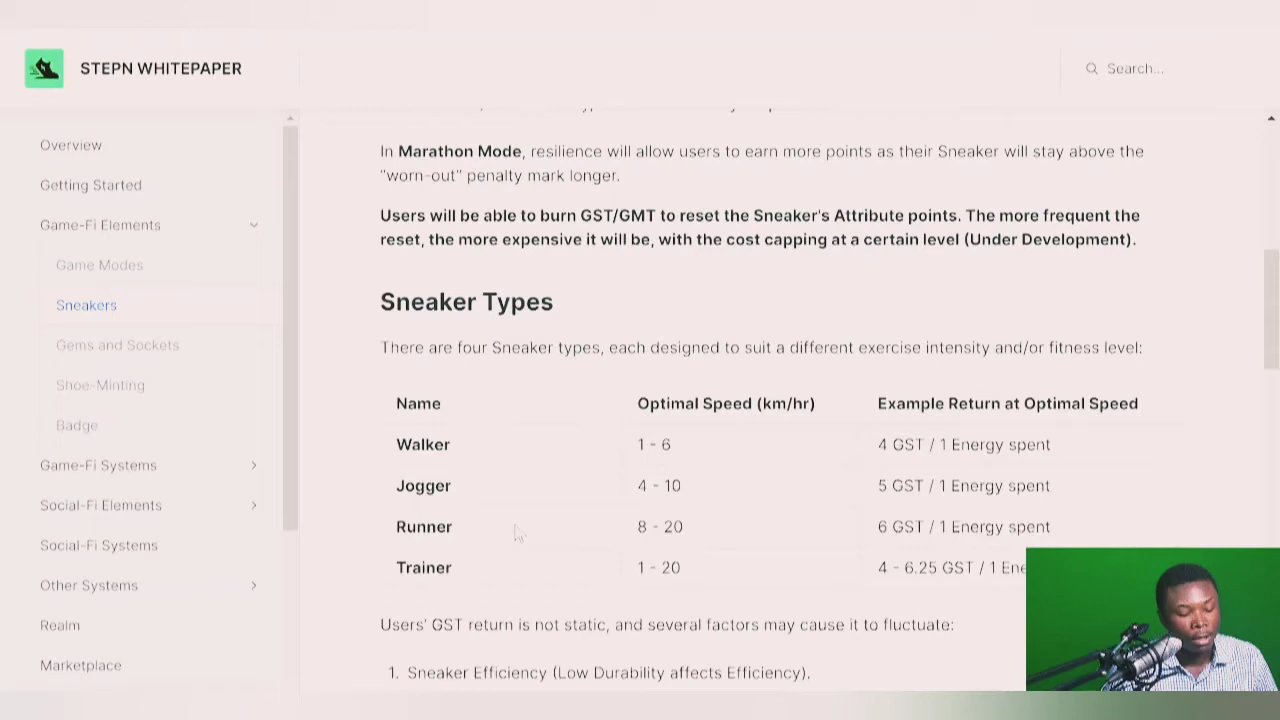 STEPN WHITEPAPER
Search...
Overview
Getting Started
Game-Fi Elements
Game Modes
Sneakers
Gems and Sockets
Shoe-Minting
Badge
Game-Fi Systems
Social-Fi Elements
Social-Fi Systems
Other Systems
Realm
Marketplace
In Marathon Mode, resilience will allow users to earn more points as their Sneaker will stay above the
"worn-out" penalty mark longer.
Users will be able to burn GST/GMT to reset the Sneaker's Attribute points. The more frequent the
reset, the more expensive it will be, with the cost capping at a certain level (Under Development).
Sneaker Types
There are four Sneaker types, each designed to suit a different exercise intensity and/or fitness level:
Name Optimal Speed (km/hr) Example Return at Optimal Speed
Walker 1 - 6 4 GST / 1 Energy spent
Jogger 4 - 10 5 GST / 1 Energy spent
Runner 8 - 20 6 GST / 1 Energy spent
Trainer 1 - 20 4 - 6.25 GST / 1 Ene
Users' GST return is not static, and several factors may cause it to fluctuate:
1. Sneaker Efficiency (Low Durability affects Efficiency).